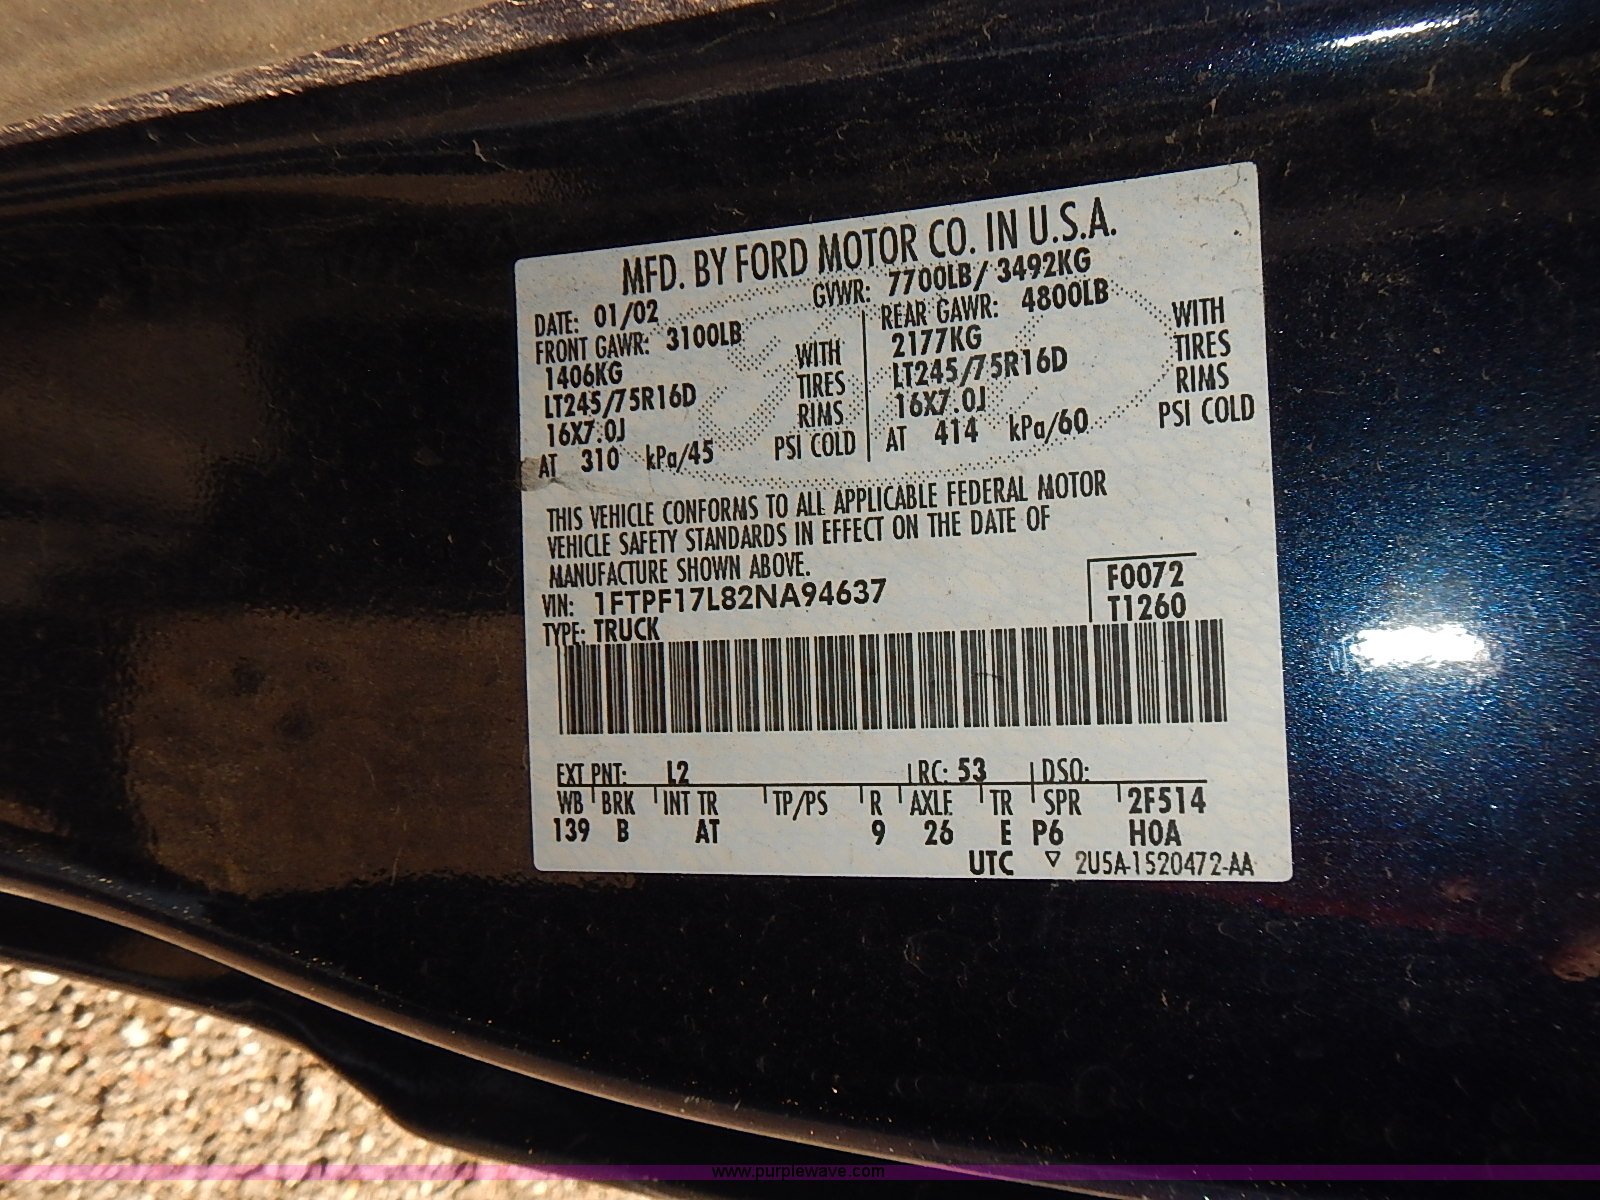 MFD. BY FORD MOTOR CO. IN U.S.A.
DATE: 01/02 GVWR: 7700LB/ 3492KG
FRONT GAWR: 3100LB REAR GAWR: 4800LB
1406KG WITH 2177KG WITH
LT245/75R16D TIRES LT245/75R16D TIRES
16X7.0J RIMS 16X7.0J RIMS
AT 310 kPa/45 PSI COLD AT 414 kPa/60 PSI COLD
THIS VEHICLE CONFORMS TO ALL APPLICABLE FEDERAL MOTOR
VEHICLE SAFETY STANDARDS IN EFFECT ON THE DATE OF
MANUFACTURE SHOWN ABOVE.
VIN: 1FTPF17L82NA94637 F0072
TYPE: TRUCK T1260
EXT PNT: L2 RC: 53 DSO:
WB BRK INT TR TP/PS R AXLE TR SPR 2F514
139 B AT 9 26 E P6 H0A
UTC ▽ 2U5A-1520472-AA
www.purplewave.com